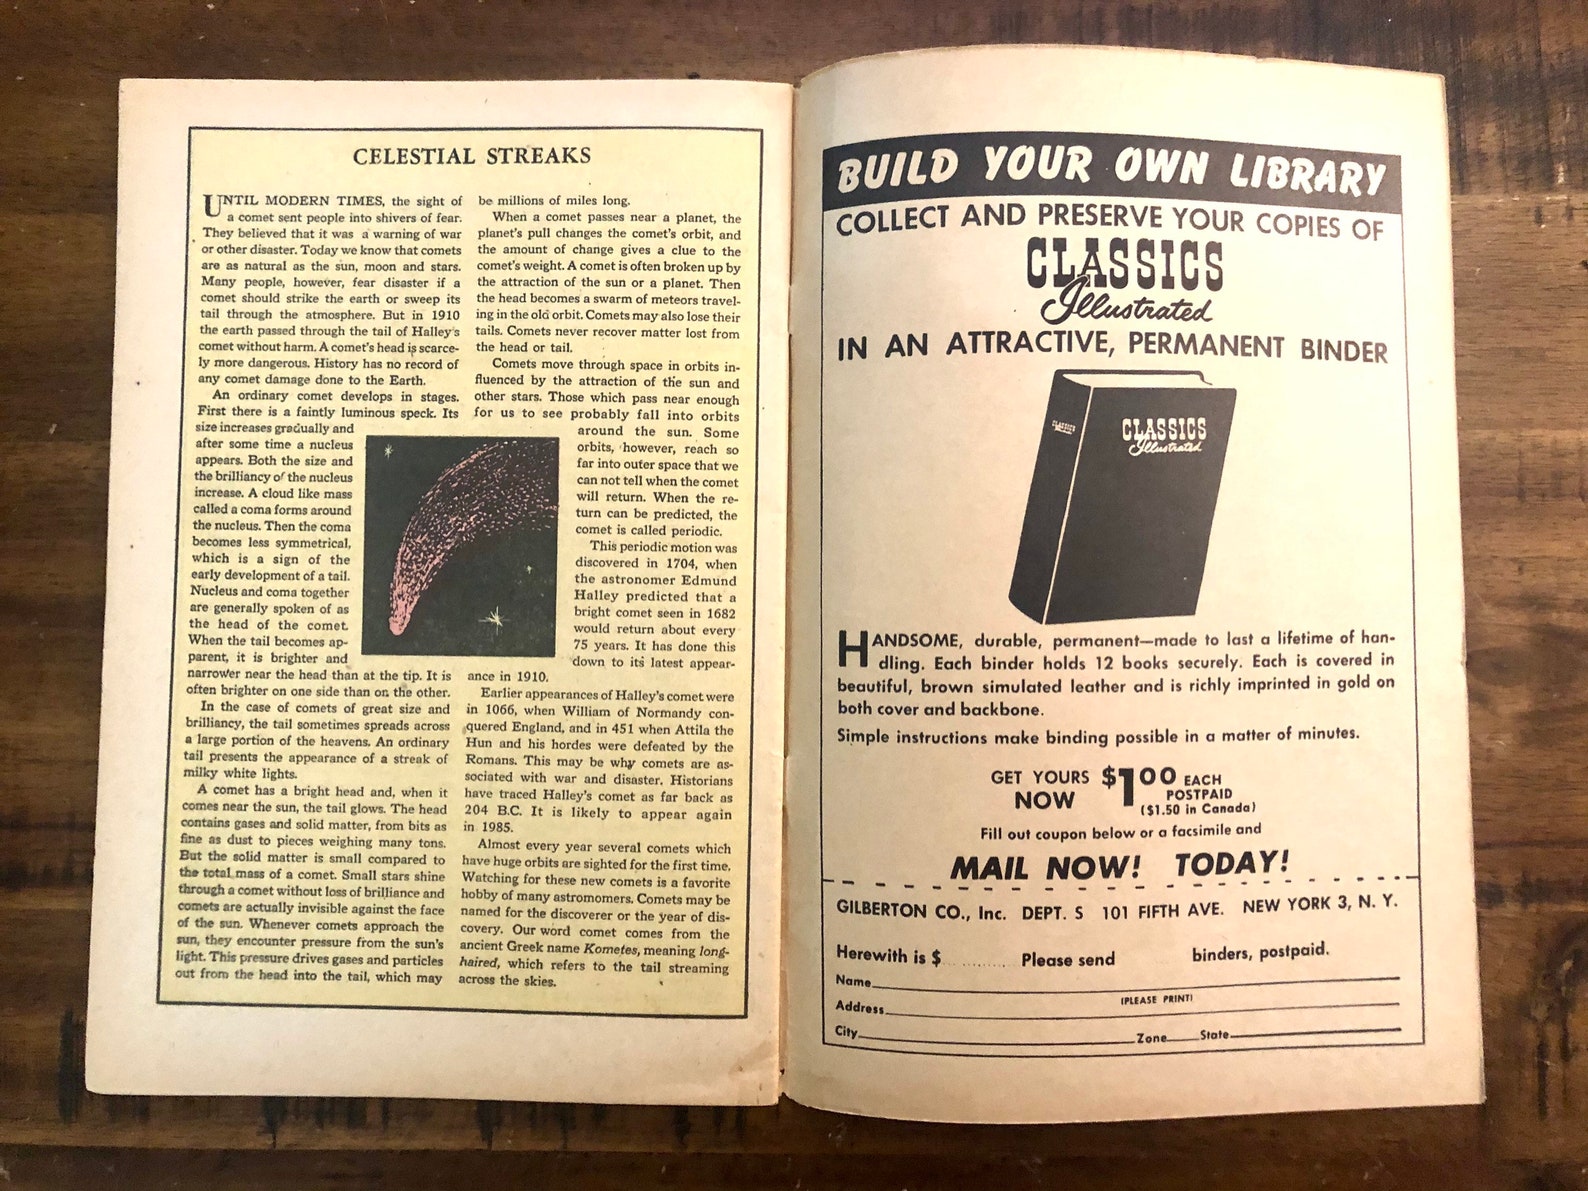 CELESTIAL STREAKS
UNTIL MODERN TIMES, the sight of
a comet sent people into shivers of fear.
They believed that it was a warning of war
or other disaster. Today we know that comets
are as natural as the sun, moon and stars.
Many people, however, fear disaster if a
comet should strike the earth or sweep its
tail through the atmosphere. But in 1910
the earth passed through the tail of Halley's
comet without harm. A comet's head is scarce-
ly more dangerous. History has no record of
any comet damage done to the Earth.
An ordinary comet develops in stages.
First there is a faintly luminous speck. Its
size increases gradually and
after some time a nucleus
appears. Both the size and
the brilliancy of the nucleus
increase. A cloud like mass
called a coma forms around
the nucleus. Then the coma
becomes less symmetrical,
which is a sign of the
early development of a tail.
Nucleus and coma together
are generally spoken of as
the head of the comet.
When the tail becomes ap-
parent, it is brighter and
narrower near the head than at the tip. It is
often brighter on one side than on the other.
In the case of comets of great size and
brilliancy, the tail sometimes spreads across
a large portion of the heavens. An ordinary
tail presents the appearance of a streak of
milky white lights.
A comet has a bright head and, when it
comes near the sun, the tail glows. The head
contains gases and solid matter, from bits as
fine as dust to pieces weighing many tons.
But the solid matter is small compared to
the total mass of a comet. Small stars shine
through a comet without loss of brilliance and
comets are actually invisible against the face
of the sun. Whenever comets approach the
sun, they encounter pressure from the sun's
light. This pressure drives gases and particles
out from the head into the tail, which may
be millions of miles long.
When a comet passes near a planet, the
planet's pull changes the comet's orbit, and
the amount of change gives a clue to the
comet's weight. A comet is often broken up by
the attraction of the sun or a planet. Then
the head becomes a swarm of meteors travel-
ing in the old orbit. Comets may also lose their
tails. Comets never recover matter lost from
the head or tail.
Comets move through space in orbits in-
fluenced by the attraction of the sun and
other stars. Those which pass near enough
for us to see probably fall into orbits
around the sun. Some
orbits, however, reach so
far into outer space that we
can not tell when the comet
will return. When the re-
turn can be predicted, the
comet is called periodic.
This periodic motion was
discovered in 1704, when
the astronomer Edmund
Halley predicted that a
bright comet seen in 1682
would return about every
75 years. It has done this
down to its latest appear-
ance in 1910.
Earlier appearances of Halley's comet were
in 1066, when William of Normandy con-
quered England, and in 451 when Attila the
Hun and his hordes were defeated by the
Romans. This may be why comets are as-
sociated with war and disaster. Historians
have traced Halley's comet as far back as
204 B.C. It is likely to appear again
in 1985.
Almost every year several comets which
have huge orbits are sighted for the first time.
Watching for these new comets is a favorite
hobby of many astromomers. Comets may be
named for the discoverer or the year of dis-
covery. Our word comet comes from the
ancient Greek name Kometes, meaning long-
haired, which refers to the tail streaming
across the skies.
BUILD YOUR OWN LIBRARY
COLLECT AND PRESERVE YOUR COPIES OF
CLASSICS
Illustrated
IN AN ATTRACTIVE, PERMANENT BINDER
CLASSICS
Illustrated
CLASSICS
Illustrated
HANDSOME, durable, permanent—made to last a lifetime of han-
dling. Each binder holds 12 books securely. Each is covered in
beautiful, brown simulated leather and is richly imprinted in gold on
both cover and backbone.
Simple instructions make binding possible in a matter of minutes.
GET YOURS NOW $1.00 EACH POSTPAID
($1.50 in Canada)
Fill out coupon below or a facsimile and
MAIL NOW! TODAY!
GILBERTON CO., Inc. DEPT. S 101 FIFTH AVE. NEW YORK 3, N. Y.
Herewith is $ ............ Please send binders, postpaid.
Name
(PLEASE PRINT)
Address
City Zone State